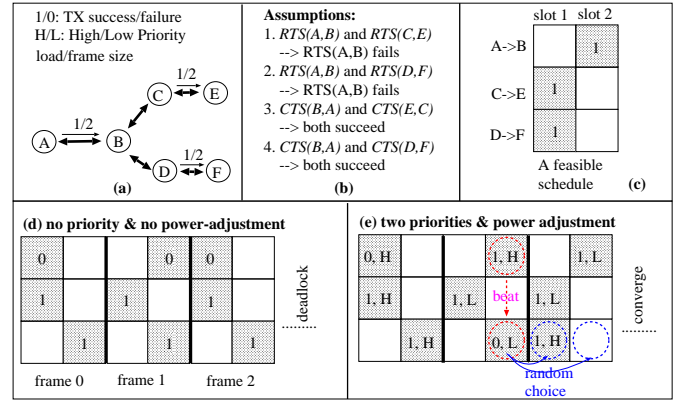 1/0: TX success/failure
H/L: High/Low Priority
load/frame size
1/2
C
E
1/2
A
B
1/2
D
F
(a)
Assumptions:
1. RTS(A,B) and RTS(C,E)
--> RTS(A,B) fails
2. RTS(A,B) and RTS(D,F)
--> RTS(A,B) fails
3. CTS(B,A) and CTS(E,C)
--> both succeed
4. CTS(B,A) and CTS(D,F)
--> both succeed
(b)
slot 1 slot 2
A->B 1
C->E 1
D->F 1
A feasible
schedule
(c)
(d) no priority & no power-adjustment
0 0 0
1 1 1
1 1 1
deadlock
frame 0 frame 1 frame 2
(e) two priorities & power adjustment
0, H 1, H 1, L
1, H 1, L beat 1, L
1, H 0, L 1, H
converge
random
choice